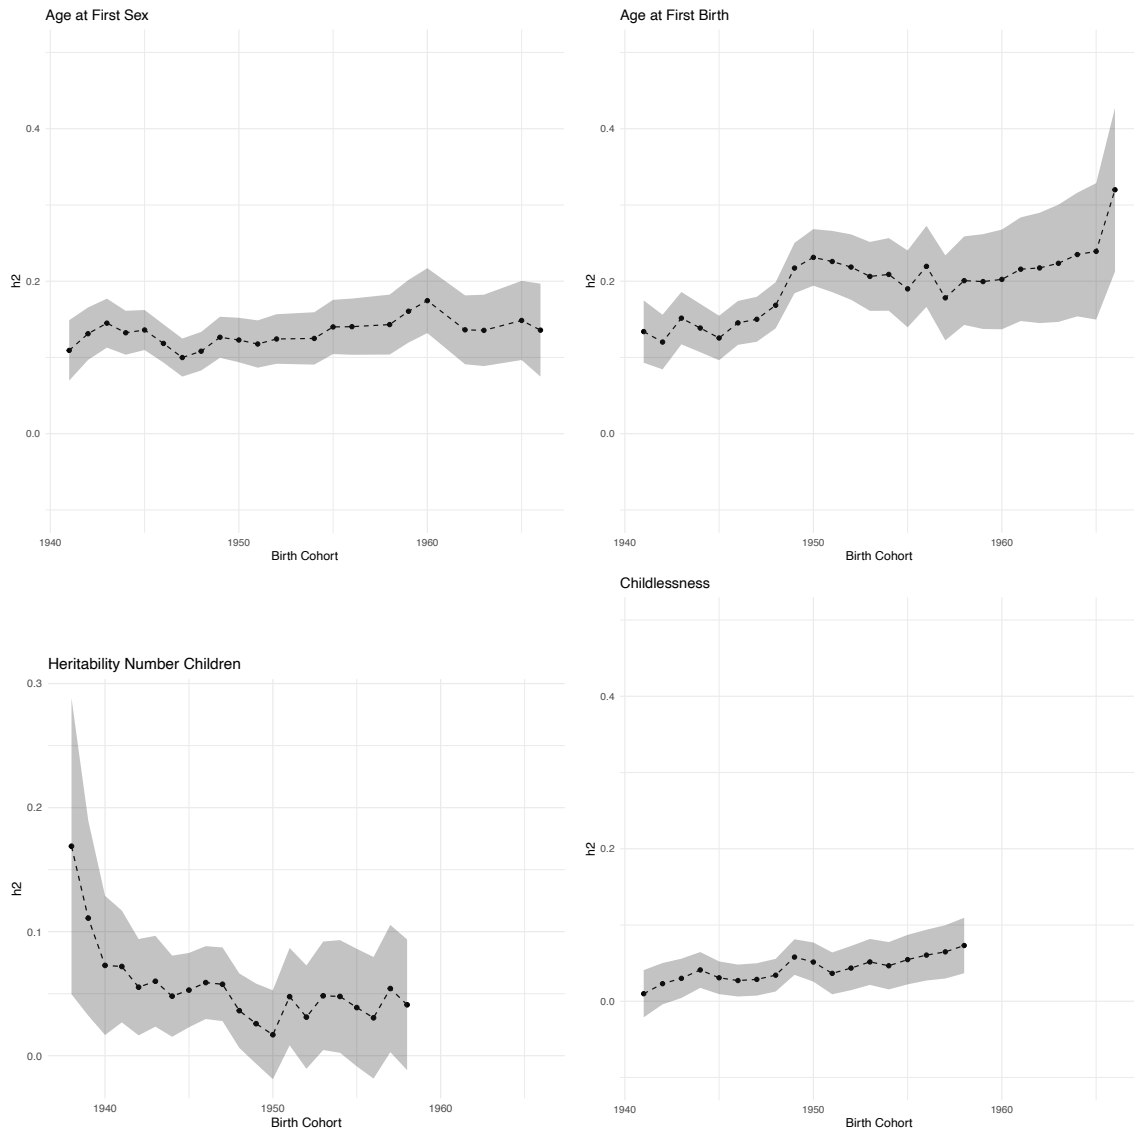 Age at First Sex
0.4
0.2
0.0
h2
1940
1950
1960
Birth Cohort
Age at First Birth
0.4
0.2
0.0
h2
1940
1950
1960
Birth Cohort
Heritability Number Children
0.3
0.2
0.1
0.0
h2
1940
1950
1960
Birth Cohort
Childlessness
0.4
0.2
0.0
h2
1940
1950
1960
Birth Cohort